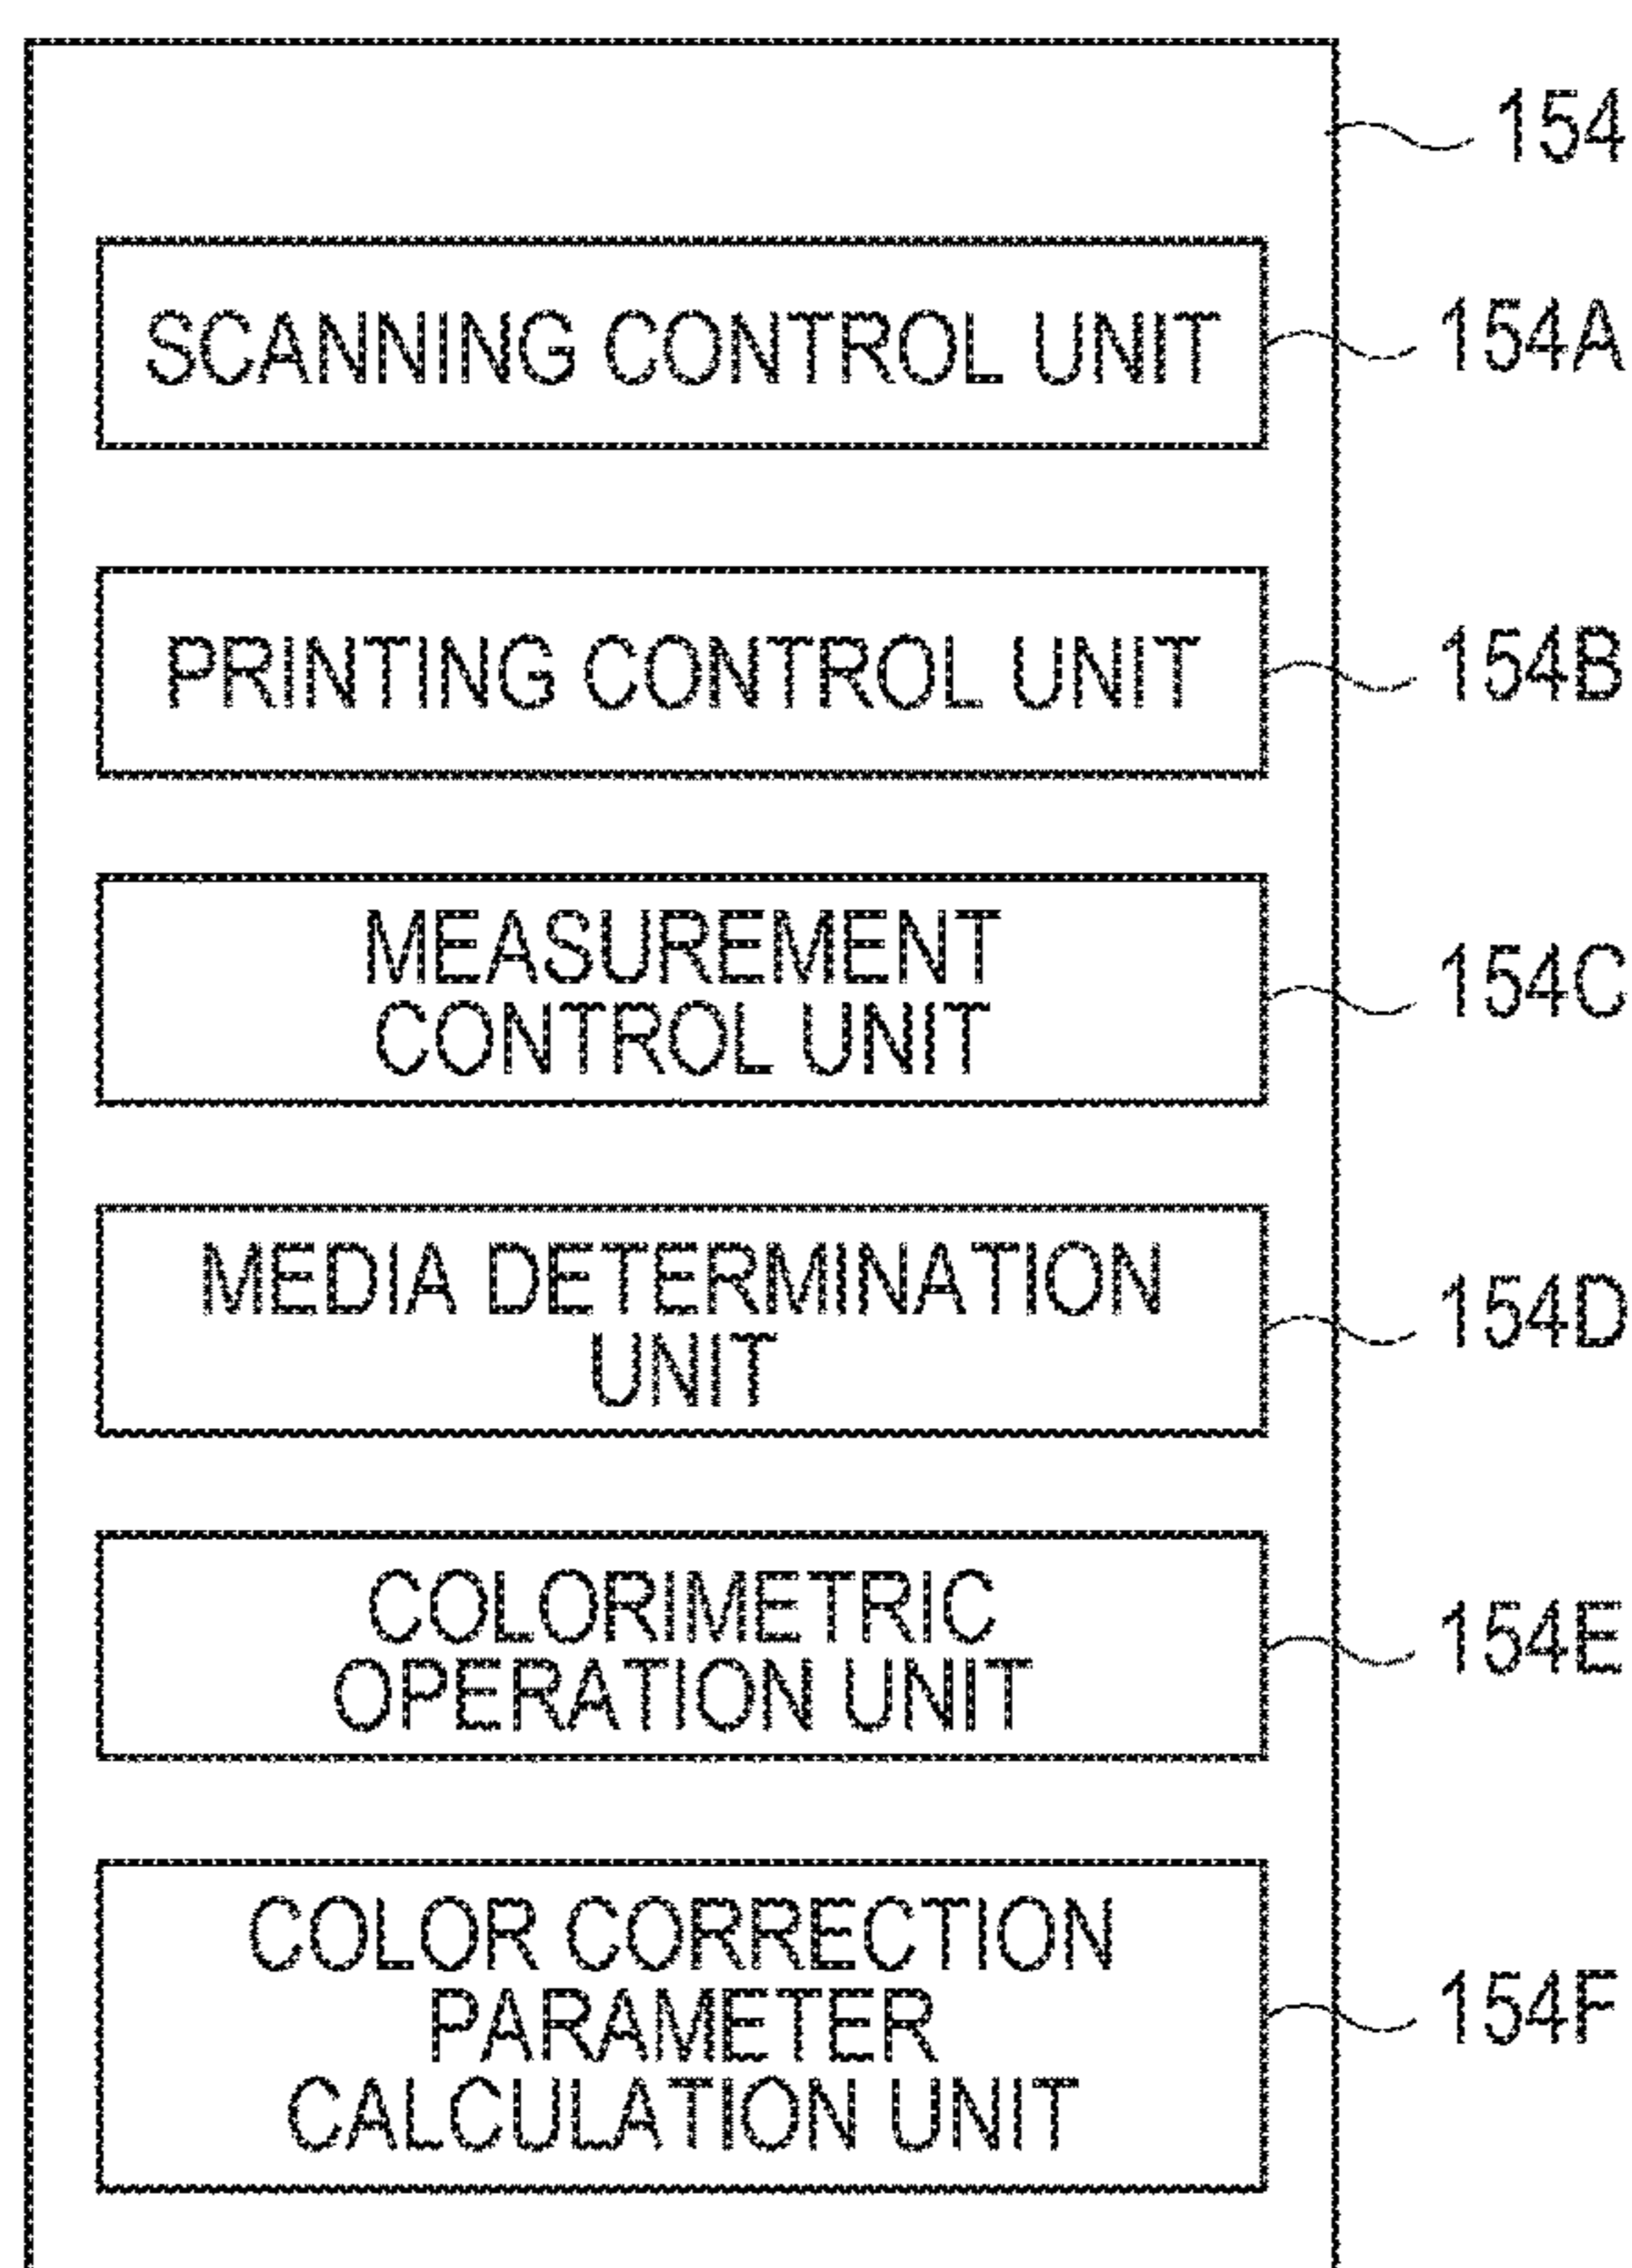 154
SCANNING CONTROL UNIT
154A
PRINTING CONTROL UNIT
154B
MEASUREMENT
CONTROL UNIT
154C
MEDIA DETERMINATION
UNIT
154D
COLORIMETRIC
OPERATION UNIT
154E
COLOR CORRECTION
PARAMETER
CALCULATION UNIT
154F